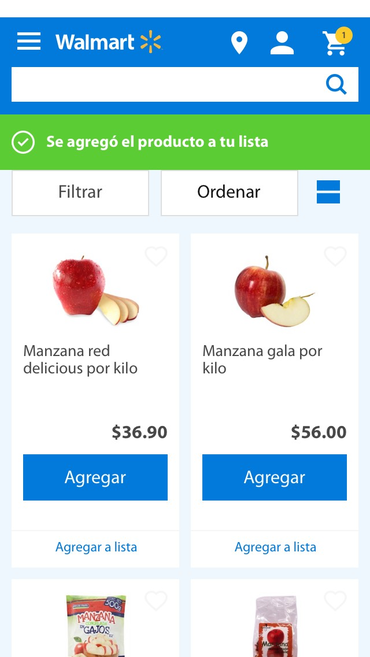 Walmart
1
Se agregó el producto a tu lista
Filtrar
Ordenar
Manzana red
delicious por kilo
$36.90
Agregar
Agregar a lista
Manzana gala por
kilo
$56.00
Agregar
Agregar a lista
MANZANA
GAJOS
Manzana